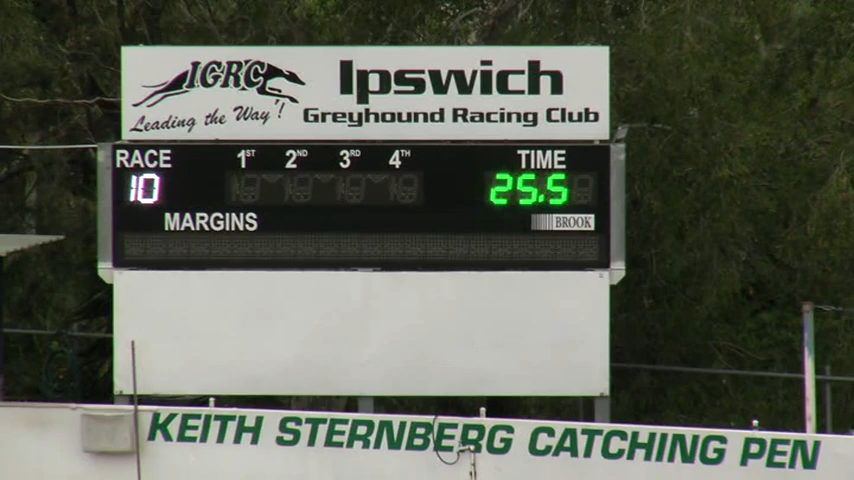 IGRC
Leading the Way!
Ipswich
Greyhound Racing Club
RACE 1ST 2ND 3RD 4TH TIME
10 25.5
MARGINS BROOK
KEITH STERNBERG CATCHING PEN